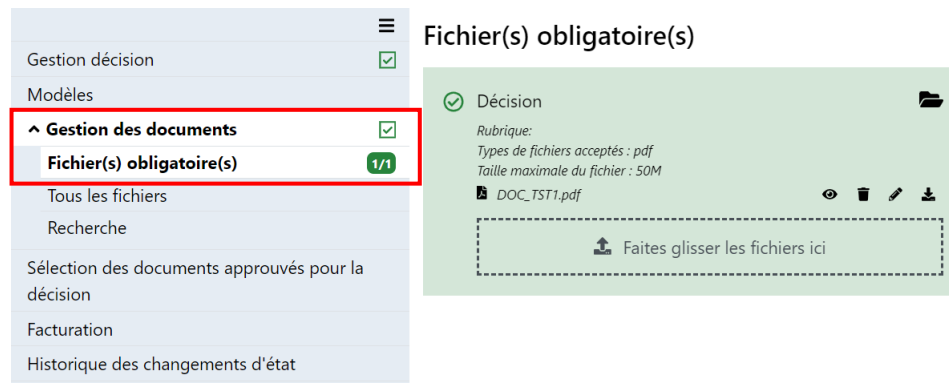 Gestion décision
Modèles
Gestion des documents
Fichier(s) obligatoire(s) 1/1
Tous les fichiers
Recherche
Sélection des documents approuvés pour la
décision
Facturation
Historique des changements d'état
Fichier(s) obligatoire(s)
Décision
Rubrique:
Types de fichiers acceptés : pdf
Taille maximale du fichier : 50M
DOC_TST1.pdf
Faites glisser les fichiers ici